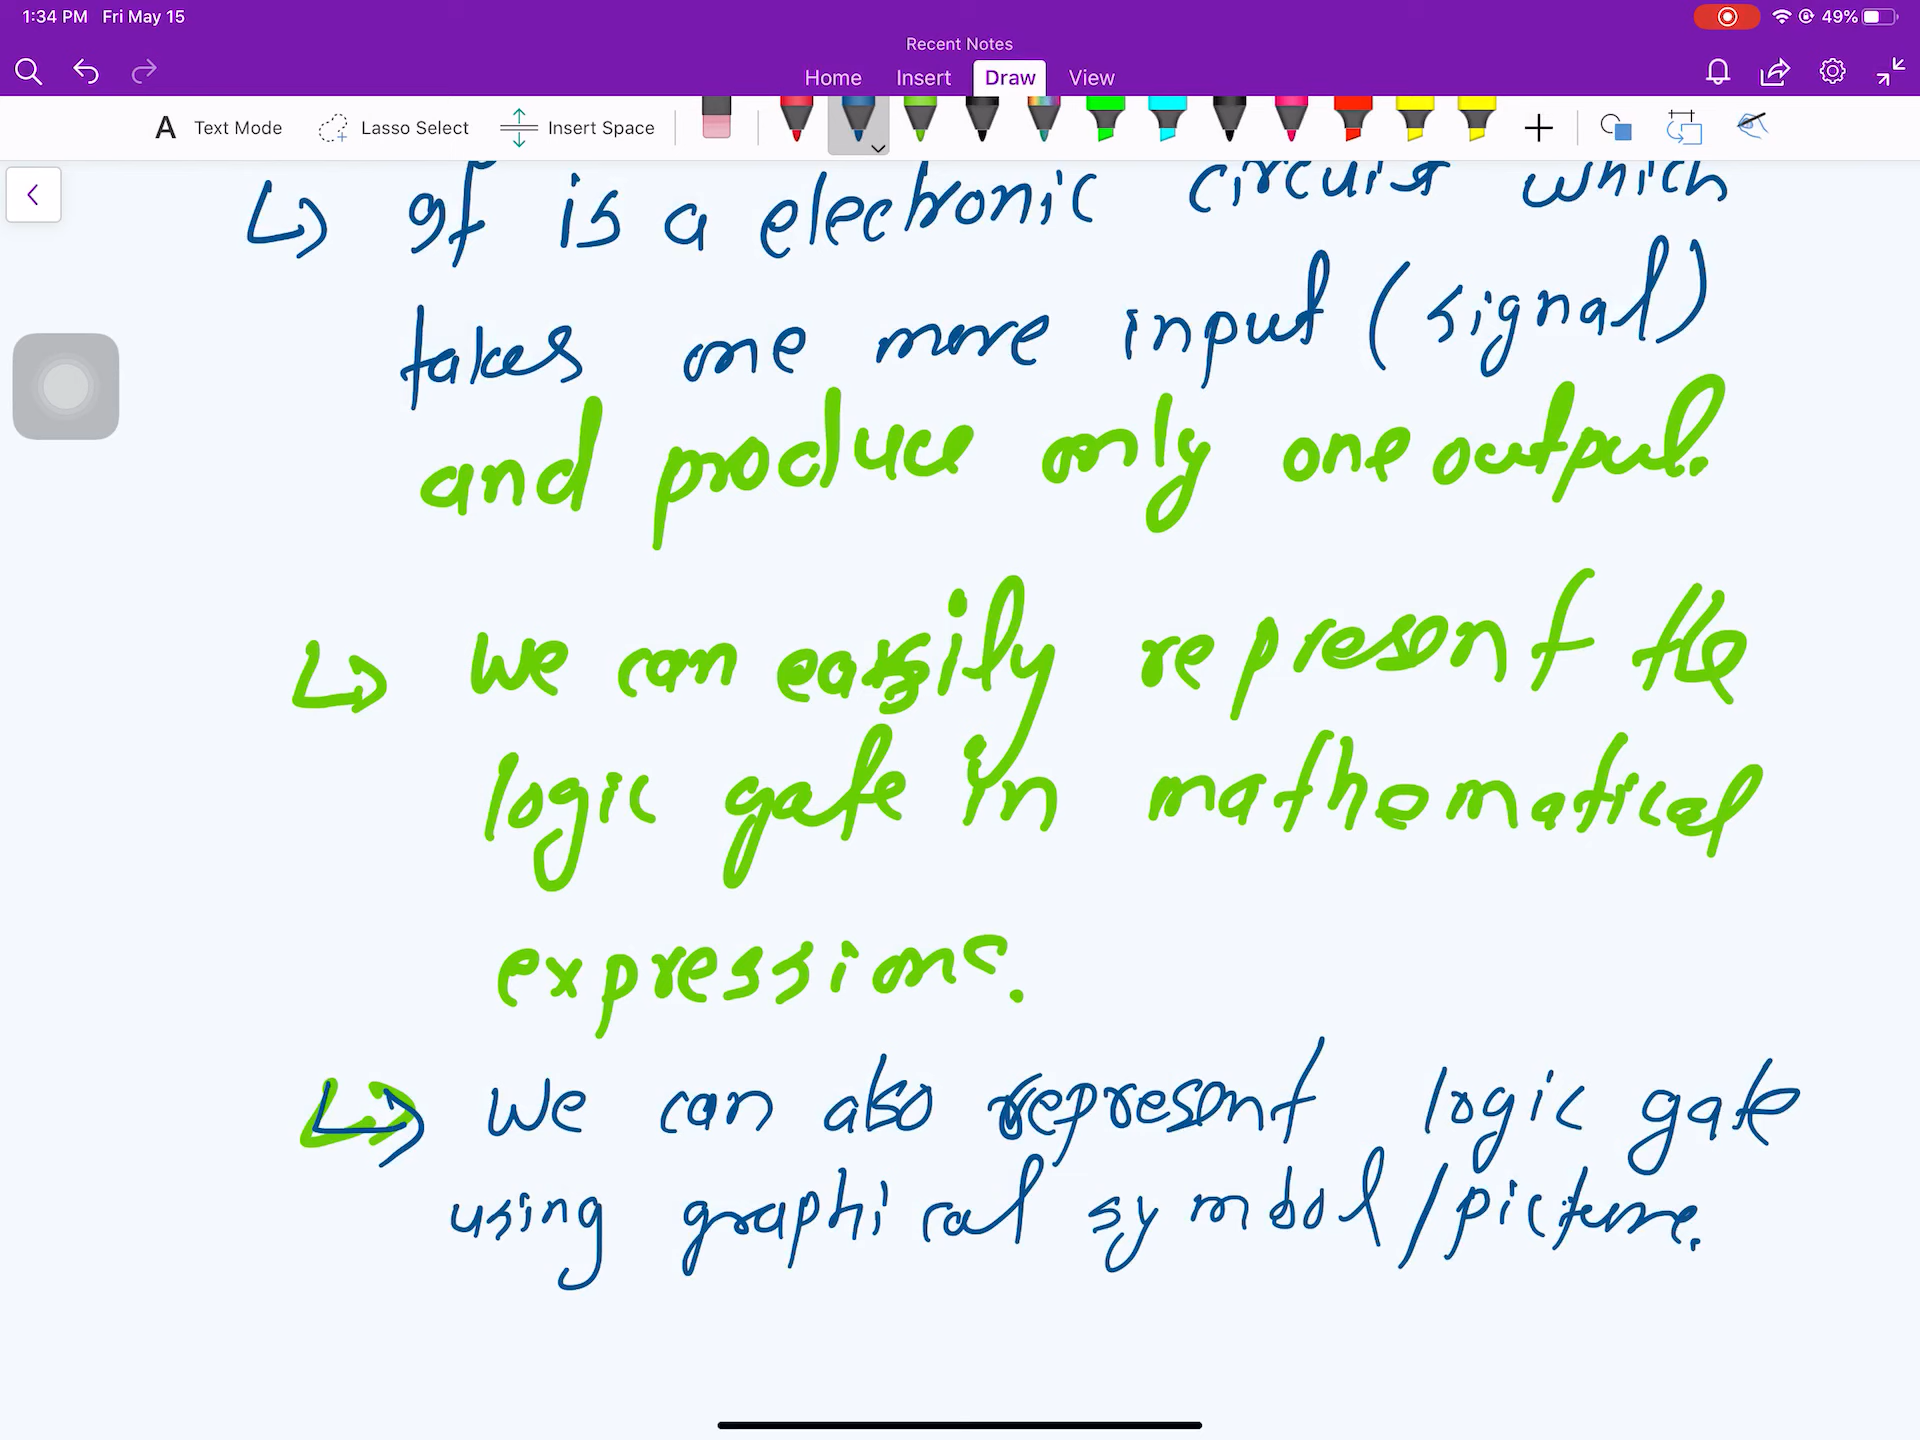 1:34 PM Fri May 15
49%
Recent Notes
Home Insert Draw View
A Text Mode Lasso Select Insert Space
It is a electronic circuit which
takes one more input (signal)
and produce only one output.
We can easily represent the
logic gate in mathematical
expressions.
We can also represent logic gate
using graphical symbol/picture.